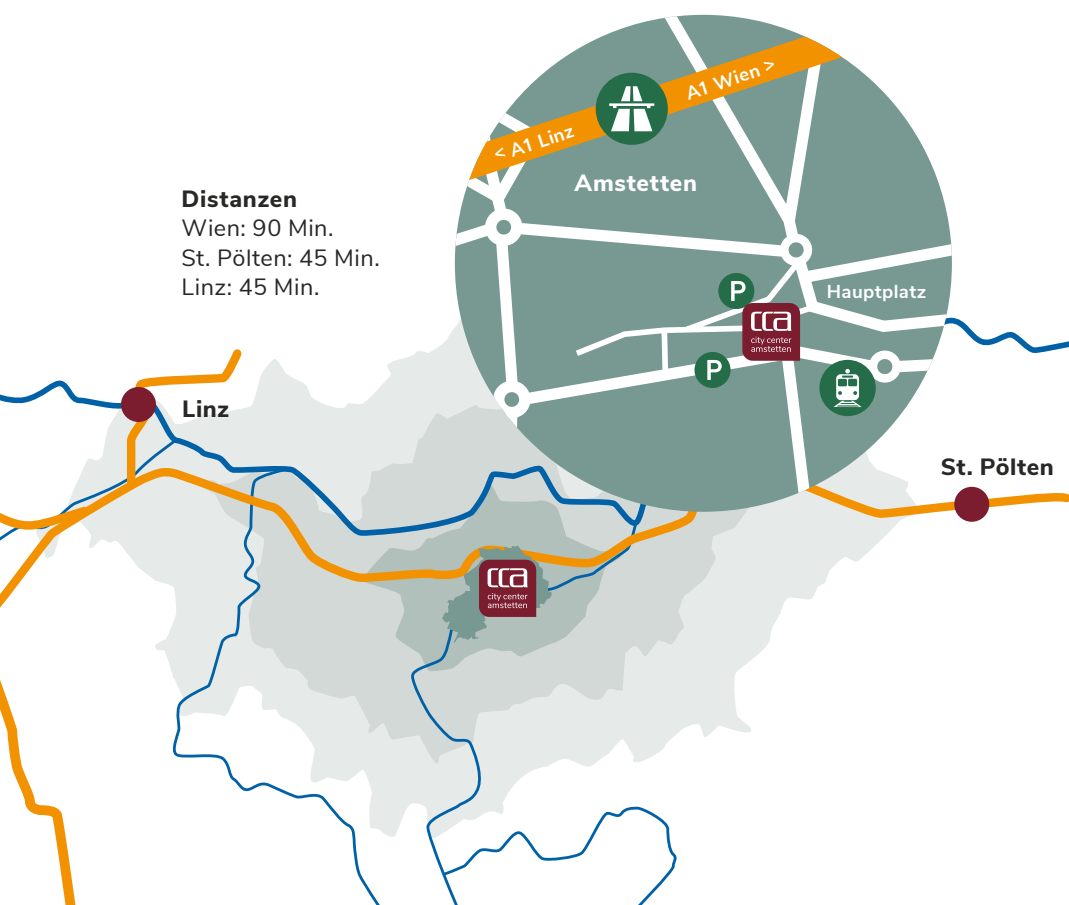 < A1 Linz
A1 Wien >
Amstetten
Distanzen
Wien: 90 Min.
St. Pölten: 45 Min.
Linz: 45 Min.
P
Hauptplatz
cca
city center
amstetten
P
Linz
St. Pölten
cca
city center
amstetten